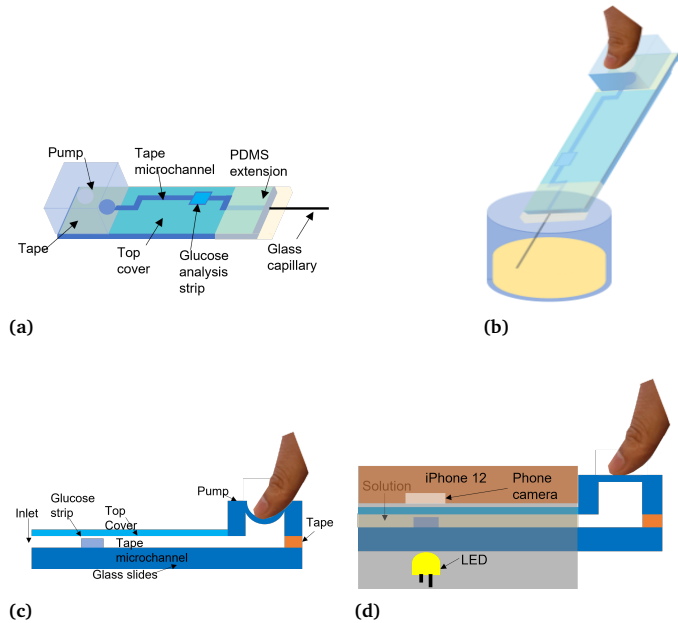 Pump
Tape
microchannel
PDMS
extension
Tape
Top
cover
Glucose
analysis
strip
Glass
capillary
(a)
(b)
Pump
Glucose
strip
Top
Cover
Inlet
Tape
Tape
microchannel
Glass slides
(c)
iPhone 12
Phone
camera
Solution
LED
(d)